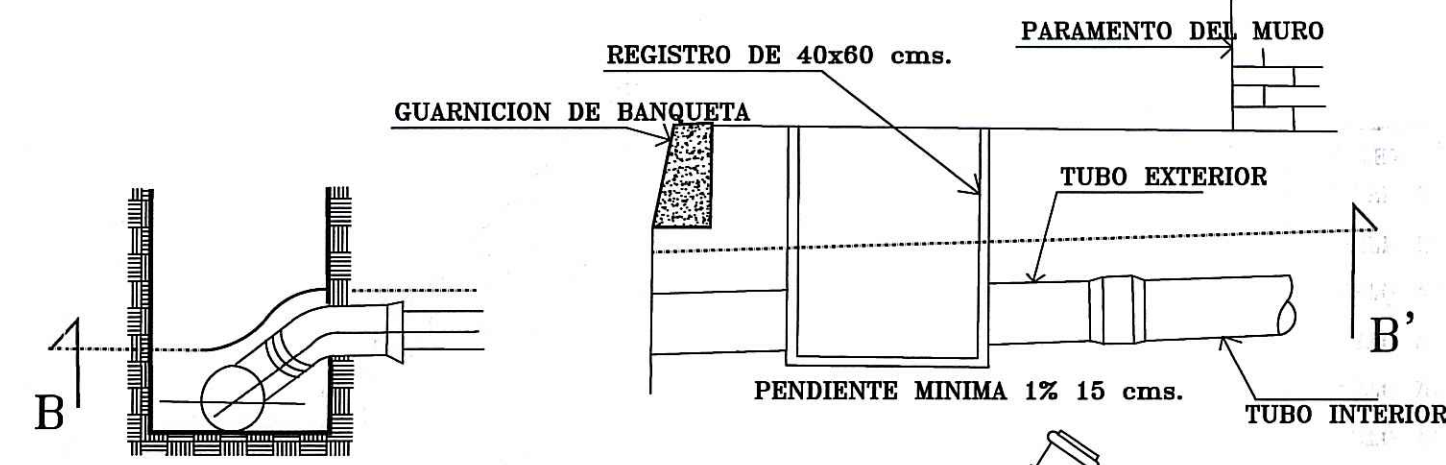 PARAMENTO DEL MURO
REGISTRO DE 40x60 cms.
GUARNICION DE BANQUETA
TUBO EXTERIOR
B
B'
PENDIENTE MINIMA 1% 15 cms.
TUBO INTERIOR